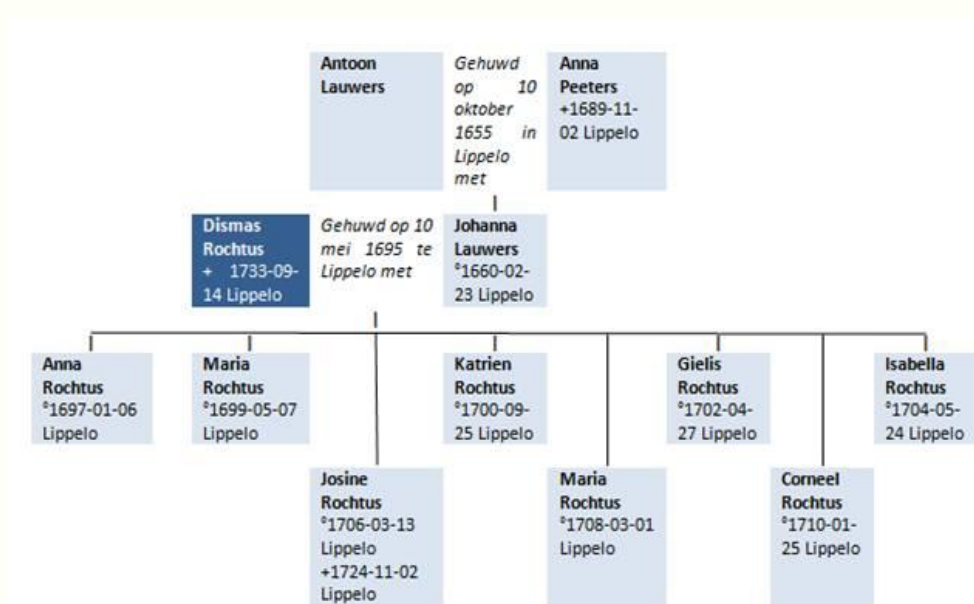 Antoon
Lauwers
Gehuwd
op 10
oktober
1655 in
Lippelo
met
Anna
Peeters
+1689-11-
02 Lippelo
Dismas
Rochtus
+ 1733-09-
14 Lippelo
Gehuwd op 10
mei 1695 te
Lippelo met
Johanna
Lauwers
°1660-02-
23 Lippelo
Anna
Rochtus
°1697-01-06
Lippelo
Maria
Rochtus
°1699-05-07
Lippelo
Katrien
Rochtus
°1700-09-
25 Lippelo
Gielis
Rochtus
°1702-04-
27 Lippelo
Isabella
Rochtus
°1704-05-
24 Lippelo
Josine
Rochtus
°1706-03-13
Lippelo
+1724-11-02
Lippelo
Maria
Rochtus
°1708-03-01
Lippelo
Corneel
Rochtus
°1710-01-
25 Lippelo